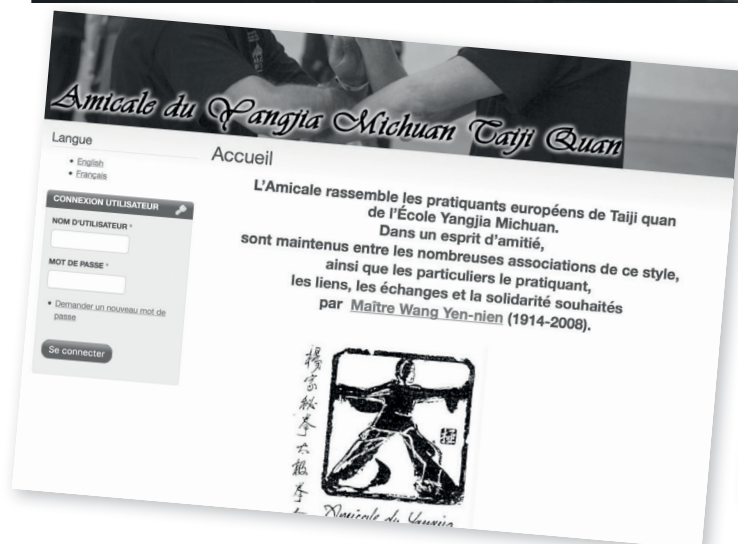 Amicale du Yangjia Michuan Taiji Quan
Langue
• English
• Français
CONNEXION UTILISATEUR
NOM D'UTILISATEUR *
MOT DE PASSE *
• Demander un nouveau mot de
passe
Se connecter
Accueil
L'Amicale rassemble les pratiquants européens de Taiji quan
de l'École Yangjia Michuan.
Dans un esprit d'amitié,
sont maintenus entre les nombreuses associations de ce style,
ainsi que les particuliers le pratiquant,
les liens, les échanges et la solidarité souhaités
par Maître Wang Yen-nien (1914-2008).
Amicale du Yangjia